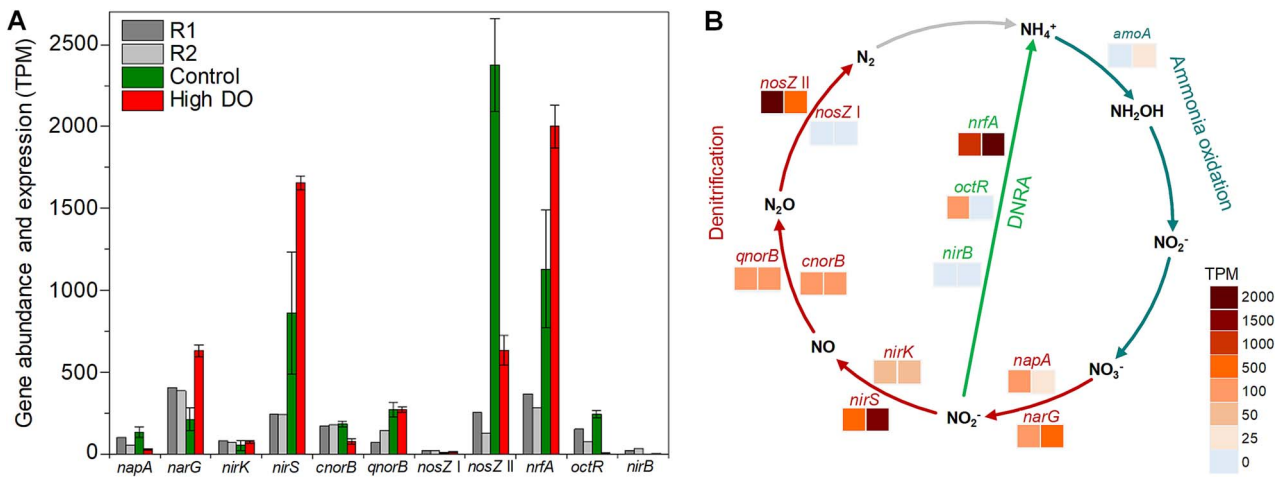 A
Gene abundance and expression (TPM)
2500
2000
1500
1000
500
0
R1
R2
Control
High DO
napA
narG
nirK
nirS
cnorB
qnorB
nosZ I
nosZ II
nrfA
octR
nirB
B
N₂
NH₄⁺
amoA
Ammonia oxidation
NH₂OH
NO₂⁻
NO₃⁻
napA
narG
NO₂⁻
nirK
nirS
NO
qnorB
cnorB
N₂O
Denitrification
nosZ II
nosZ I
nrfA
octR
nirB
DNRA
TPM
2000
1500
1000
500
100
50
25
0